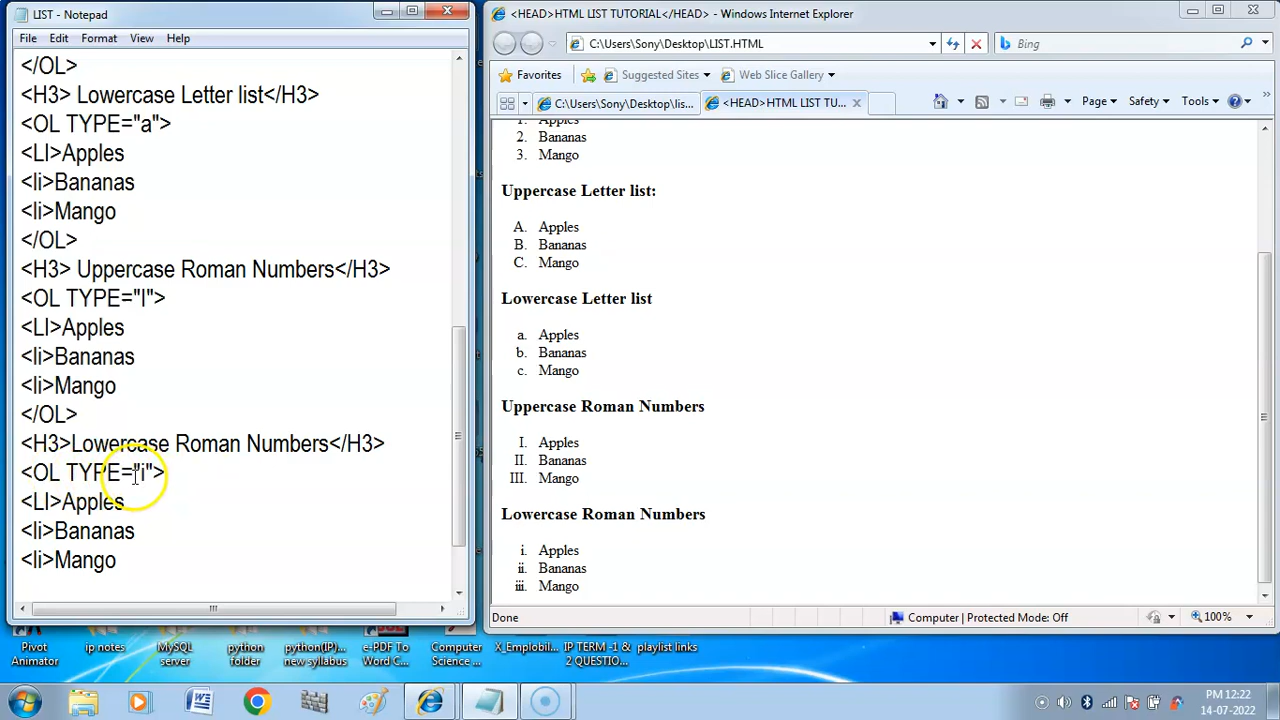 LIST - Notepad
File Edit Format View Help
</OL>
<H3> Lowercase Letter list</H3>
<OL TYPE="a">
<LI>Apples
<li>Bananas
<li>Mango
</OL>
<H3> Uppercase Roman Numbers</H3>
<OL TYPE="I">
<LI>Apples
<li>Bananas
<li>Mango
</OL>
<H3>Lowercase Roman Numbers</H3>
<OL TYPE="i">
<LI>Apples
<li>Bananas
<li>Mango
<HEAD>HTML LIST TUTORIAL</HEAD> - Windows Internet Explorer
C:\Users\Sony\Desktop\LIST.HTML
Bing
Favorites Suggested Sites Web Slice Gallery
C:\Users\Sony\Desktop\lis... <HEAD>HTML LIST TU... Page Safety Tools
1. Apples
2. Bananas
3. Mango
Uppercase Letter list:
A. Apples
B. Bananas
C. Mango
Lowercase Letter list
a. Apples
b. Bananas
c. Mango
Uppercase Roman Numbers
I. Apples
II. Bananas
III. Mango
Lowercase Roman Numbers
i. Apples
ii. Bananas
iii. Mango
Done Computer | Protected Mode: Off 100%
Pivot Animator
ip notes
MySQL server
python folder
python(IP)... new syllabus
e-PDF To Word C...
Computer Science ...
X_Emplobil...
IP TERM -1 & 2 QUESTIO...
playlist links
PM 12:22
14-07-2022